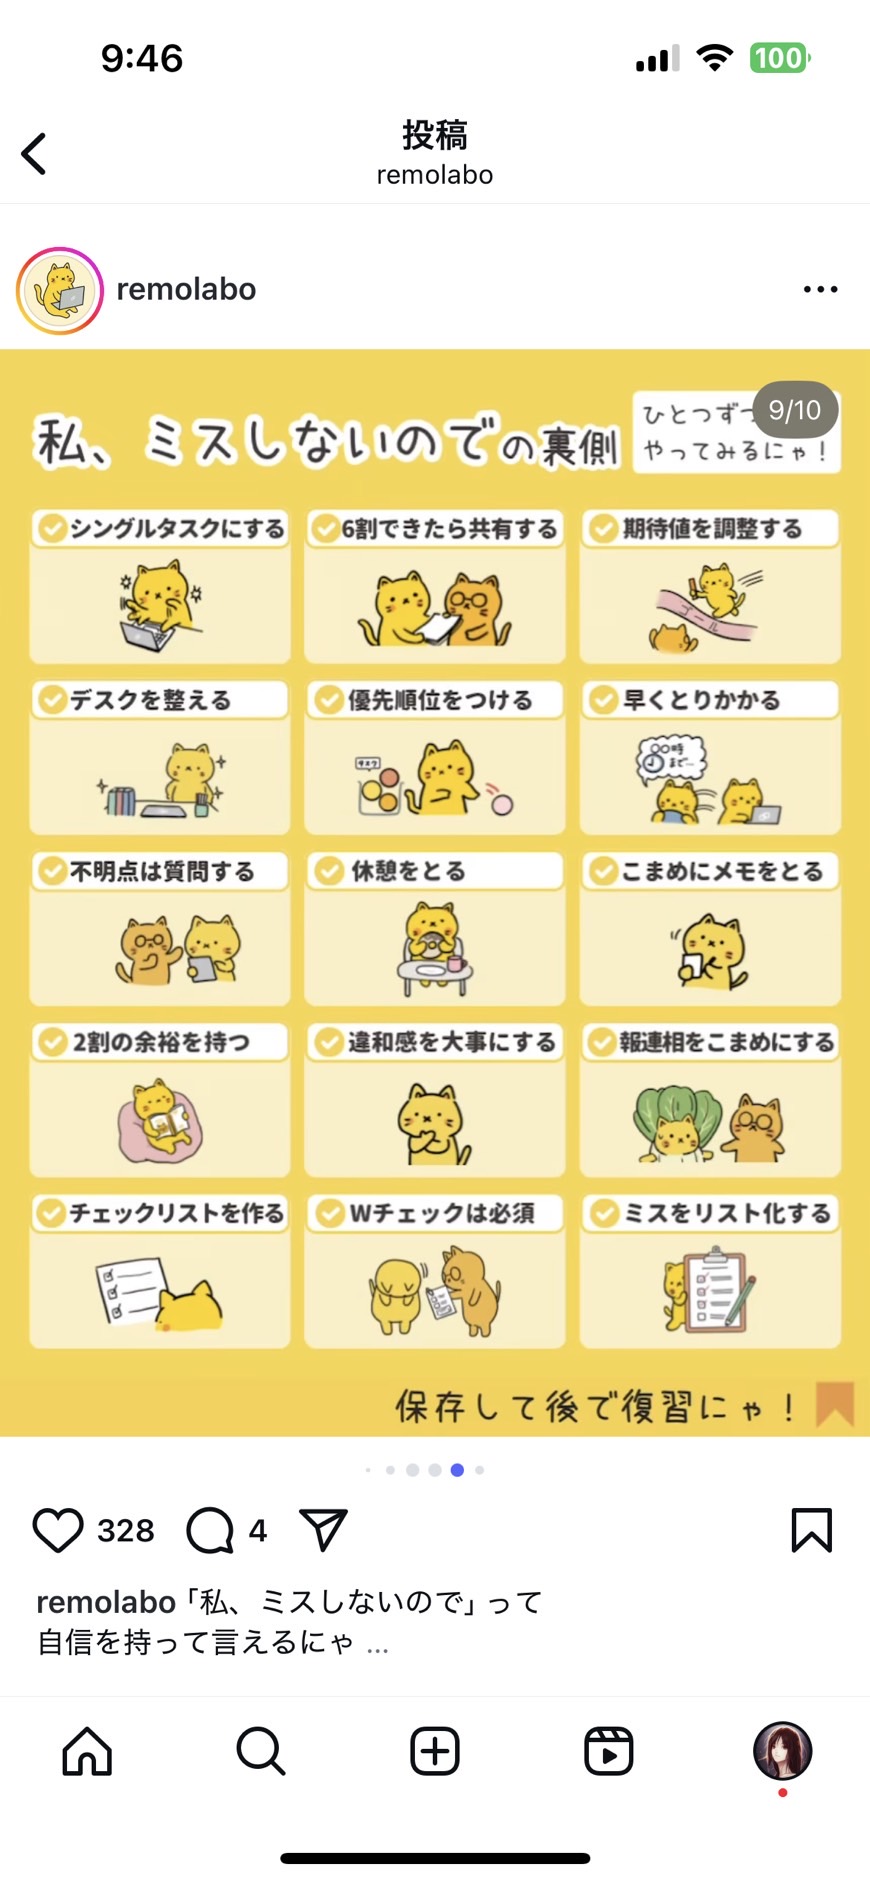 9:46
100
投稿
remolabo
remolabo
私、ミスしないのでの裏側
ひとつずつ
やってみるにゃ！
9/10
シングルタスクにする
6割できたら共有する
期待値を調整する
ゴール
デスクを整える
優先順位をつける
早くとりかかる
タスク
○○時
まで…
不明点は質問する
休憩をとる
こまめにメモをとる
2割の余裕を持つ
違和感を大事にする
報連相をこまめにする
チェックリストを作る
Wチェックは必須
ミスをリスト化する
保存して後で復習にゃ！
328
4
remolabo「私、ミスしないので」って
自信を持って言えるにゃ ...